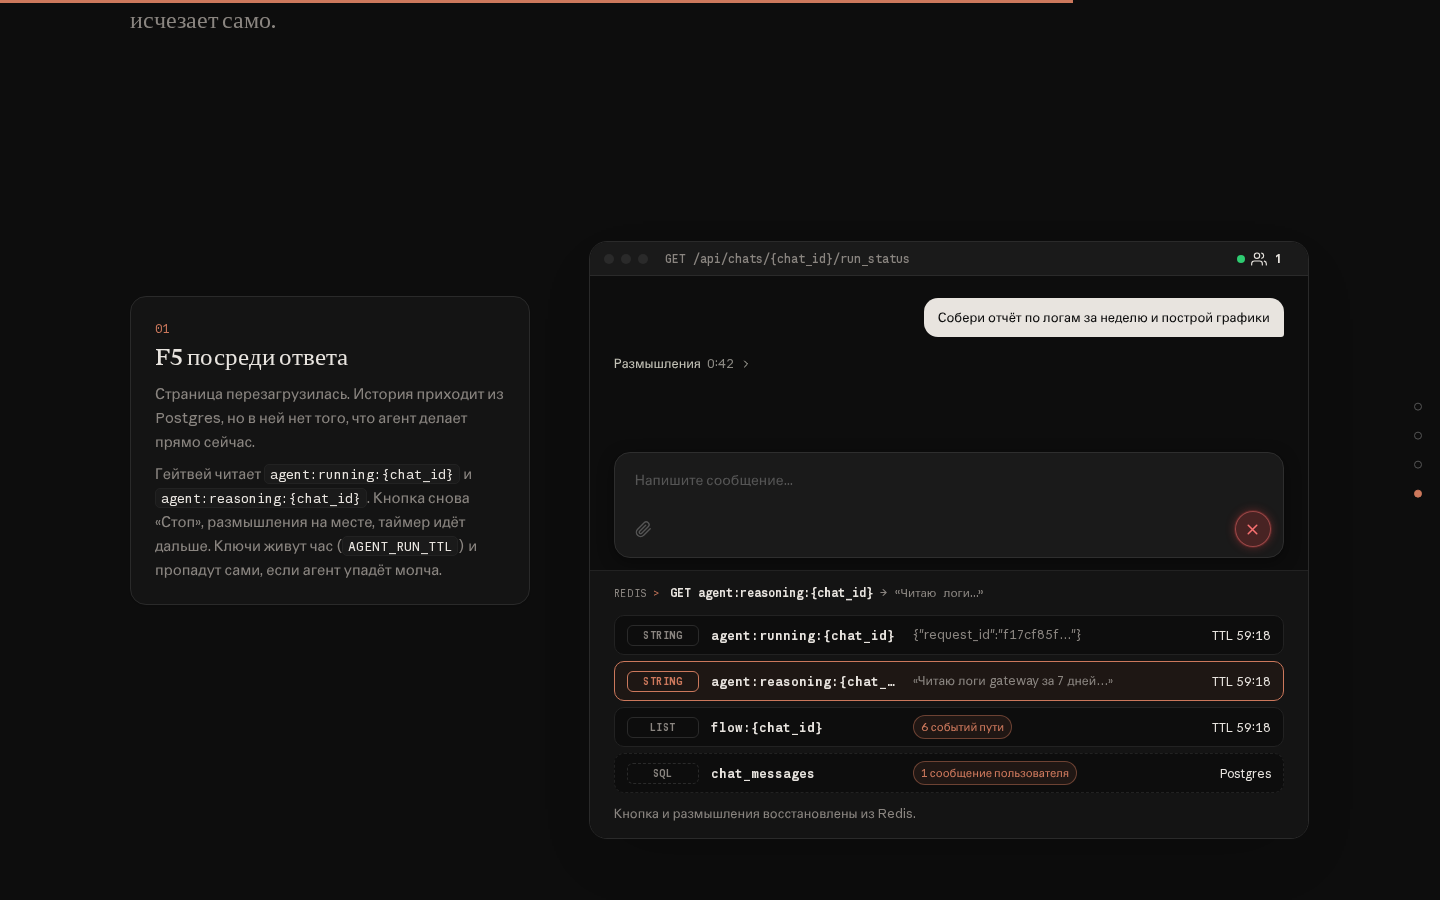 исчезает само.
01
F5 посреди ответа
Страница перезагрузилась. История приходит из
Postgres, но в ней нет того, что агент делает
прямо сейчас.
Гейтвей читает agent:running:{chat_id} и
agent:reasoning:{chat_id}. Кнопка снова
«Стоп», размышления на месте, таймер идёт
дальше. Ключи живут час (AGENT_RUN_TTL) и
пропадут сами, если агент упадёт молча.
GET /api/chats/{chat_id}/run_status
1
Собери отчёт по логам за неделю и построй графики
Размышления 0:42 ›
Напишите сообщение...
REDIS > GET agent:reasoning:{chat_id} → «Читаю логи…»
STRING agent:running:{chat_id} {"request_id":"f17cf85f…"} TTL 59:18
STRING agent:reasoning:{chat_… «Читаю логи gateway за 7 дней…» TTL 59:18
LIST flow:{chat_id} 6 событий пути TTL 59:18
SQL chat_messages 1 сообщение пользователя Postgres
Кнопка и размышления восстановлены из Redis.